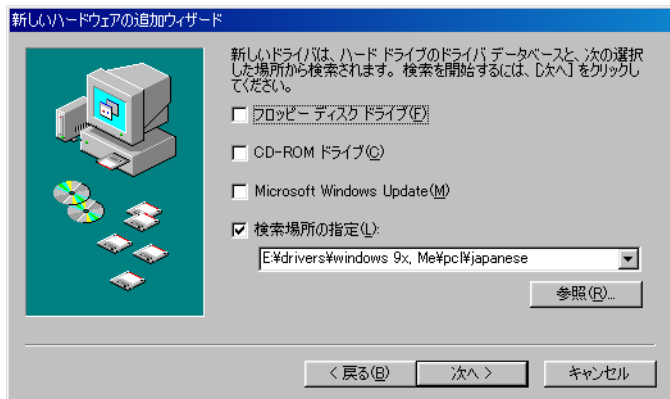 新しいハードウェアの追加ウィザード
新しいドライバは、ハード ドライブのドライバ データベースと、次の選択
した場所から検索されます。検索を開始するには、[次へ] をクリックし
てください。
フロッピー ディスク ドライブ(F)
CD-ROM ドライブ(C)
Microsoft Windows Update(M)
検索場所の指定(L):
E:¥drivers¥windows 9x, Me¥pcl¥japanese
参照(R)...
< 戻る(B)
次へ >
キャンセル